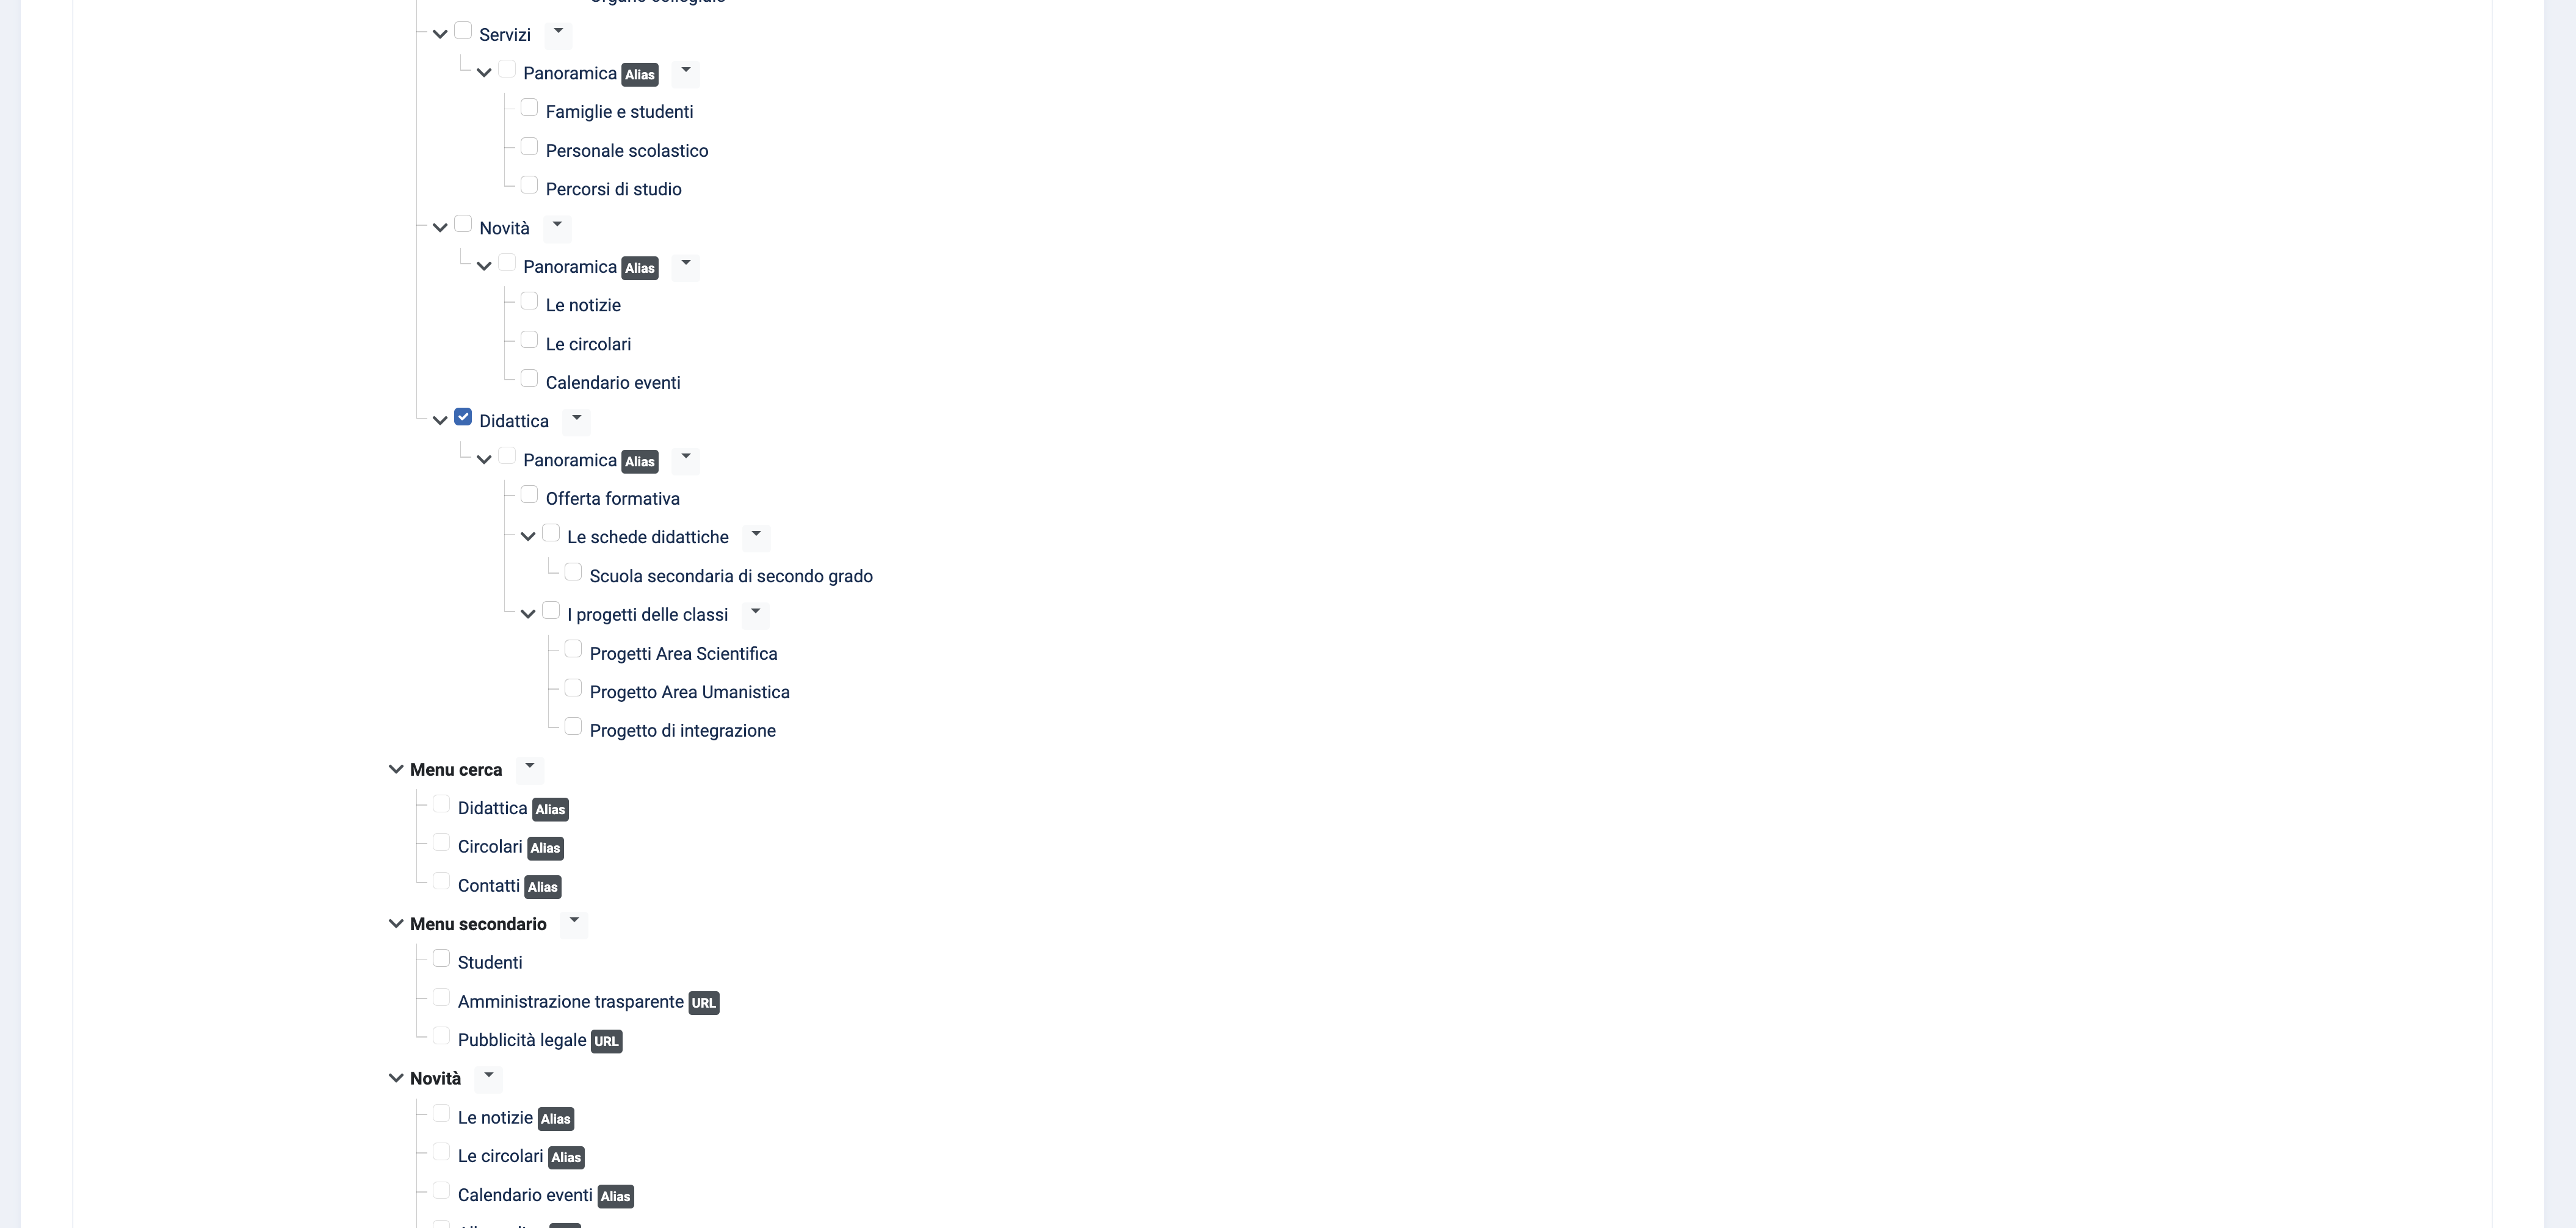 Servizi
Panoramica Alias
Famiglie e studenti
Personale scolastico
Percorsi di studio
Novità
Panoramica Alias
Le notizie
Le circolari
Calendario eventi
Didattica
Panoramica Alias
Offerta formativa
Le schede didattiche
Scuola secondaria di secondo grado
I progetti delle classi
Progetti Area Scientifica
Progetto Area Umanistica
Progetto di integrazione
Menu cerca
Didattica Alias
Circolari Alias
Contatti Alias
Menu secondario
Studenti
Amministrazione trasparente URL
Pubblicità legale URL
Novità
Le notizie Alias
Le circolari Alias
Calendario eventi Alias